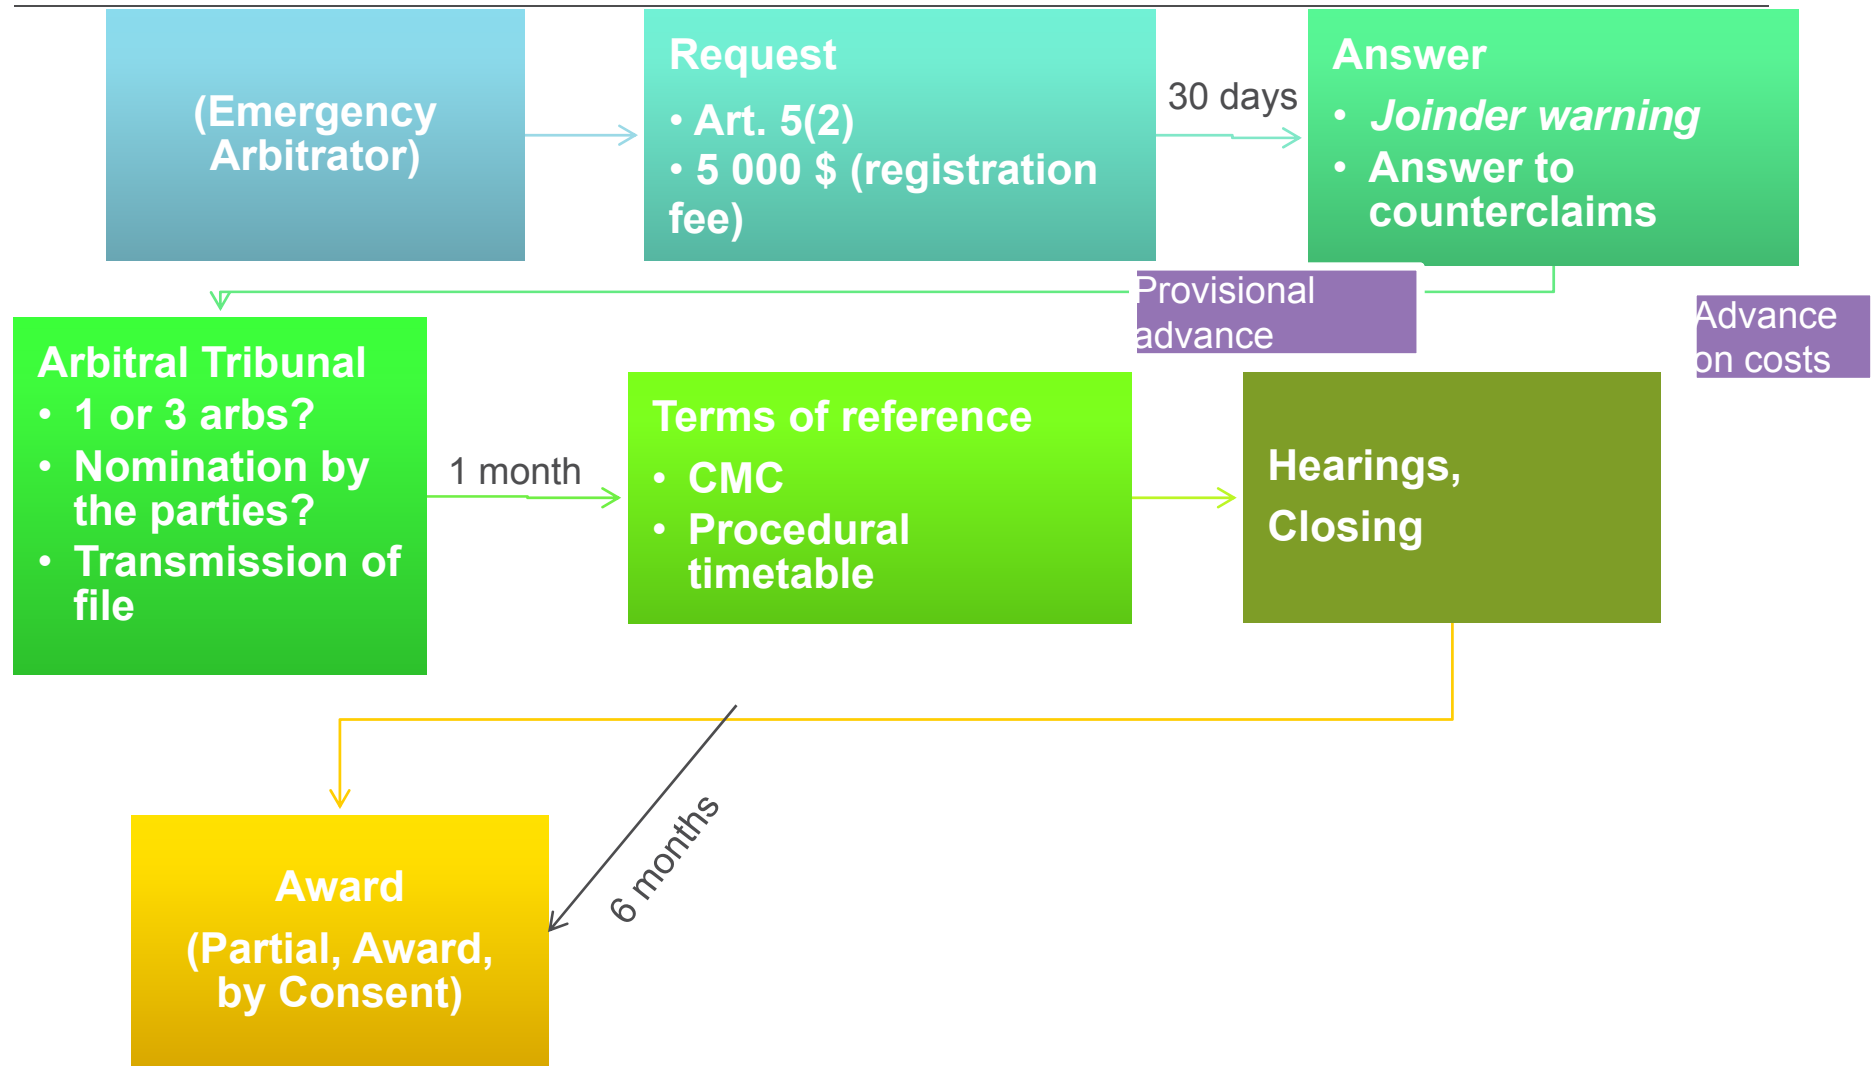 (Emergency
Arbitrator)
Request
• Art. 5(2)
• 5 000 $ (registration
fee)
30 days
Answer
• Joinder warning
• Answer to
counterclaims
Provisional
advance
Advance
on costs
Arbitral Tribunal
• 1 or 3 arbs?
• Nomination by
the parties?
• Transmission of
file
1 month
Terms of reference
• CMC
• Procedural
timetable
Hearings,
Closing
6 months
Award
(Partial, Award,
by Consent)